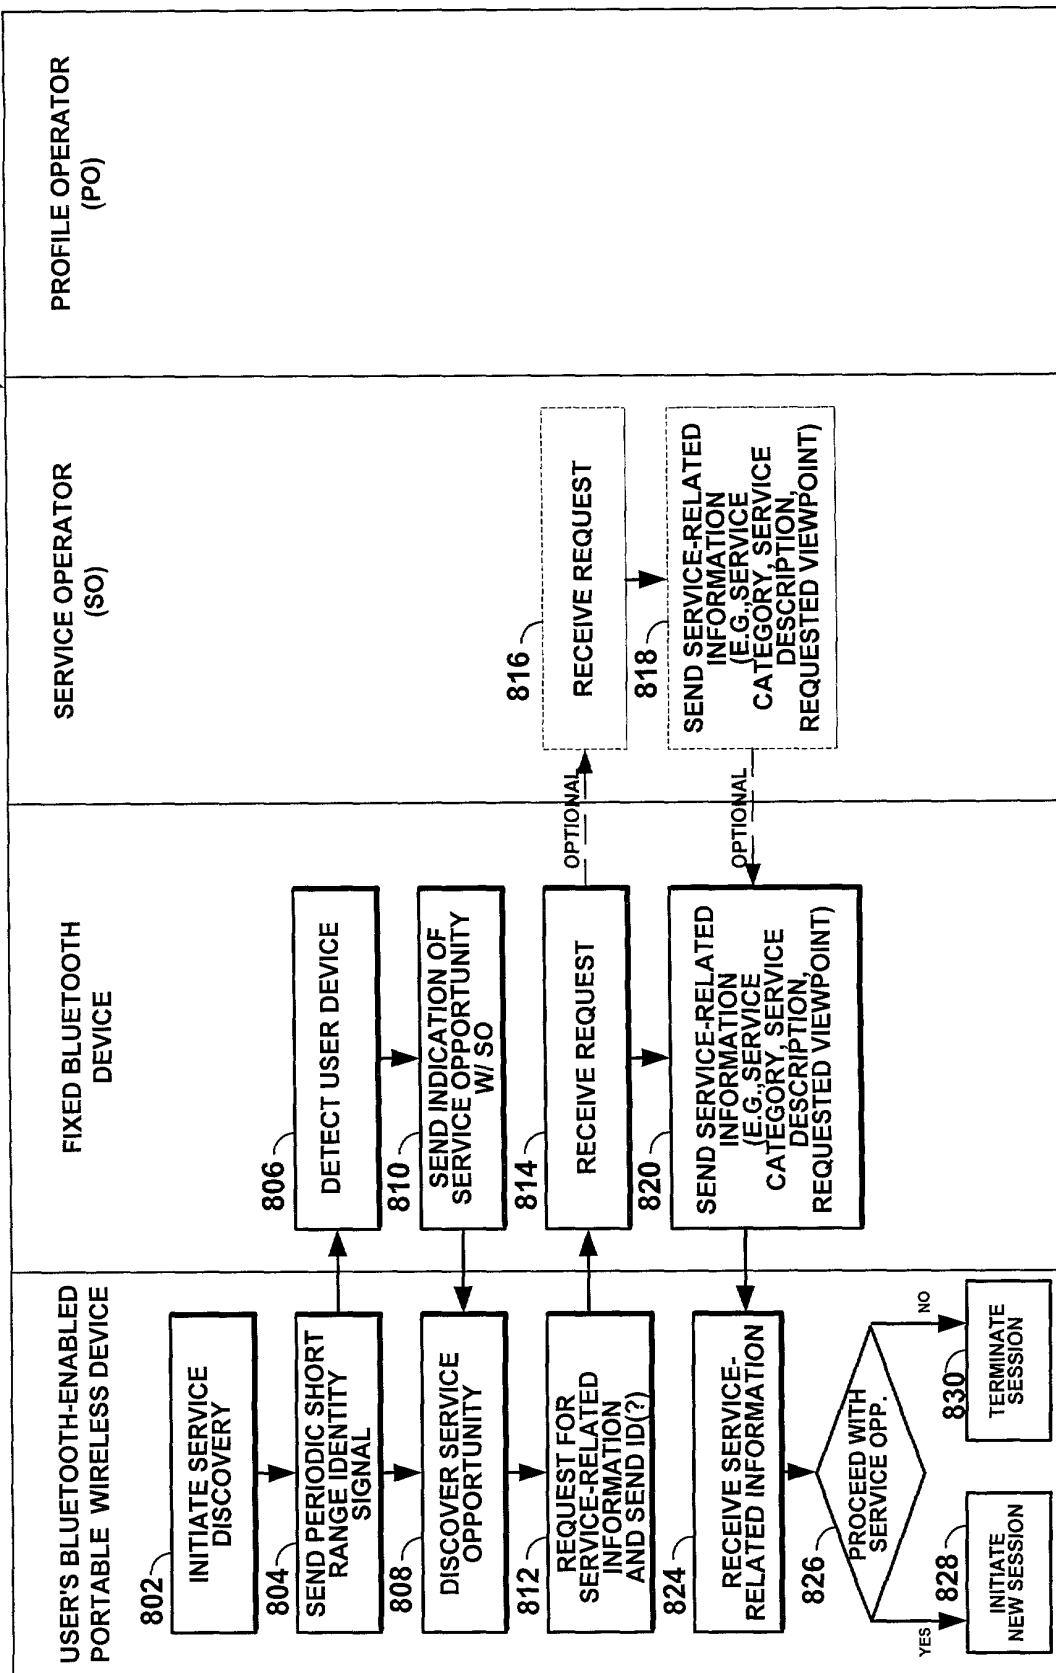 USER'S BLUETOOTH-ENABLED
PORTABLE WIRELESS DEVICE
FIXED BLUETOOTH
DEVICE
SERVICE OPERATOR
(SO)
PROFILE OPERATOR
(PO)
802
INITIATE SERVICE
DISCOVERY
804
SEND PERIODIC SHORT
RANGE IDENTITY
SIGNAL
806
DETECT USER DEVICE
808
DISCOVER SERVICE
OPPORTUNITY
810
SEND INDICATION OF
SERVICE OPPORTUNITY
W/ SO
812
REQUEST FOR
SERVICE-RELATED
INFORMATION
AND SEND ID(?)
814
RECEIVE REQUEST
OPTIONAL
816
RECEIVE REQUEST
818
SEND SERVICE-RELATED
INFORMATION
(E.G.,SERVICE
CATEGORY, SERVICE
DESCRIPTION,
REQUESTED VIEWPOINT)
OPTIONAL
820
SEND SERVICE-RELATED
INFORMATION
(E.G.,SERVICE
CATEGORY, SERVICE
DESCRIPTION,
REQUESTED VIEWPOINT)
824
RECEIVE SERVICE-
RELATED INFORMATION
826
PROCEED WITH
SERVICE OPP.
YES
NO
828
INITIATE
NEW SESSION
830
TERMINATE
SESSION